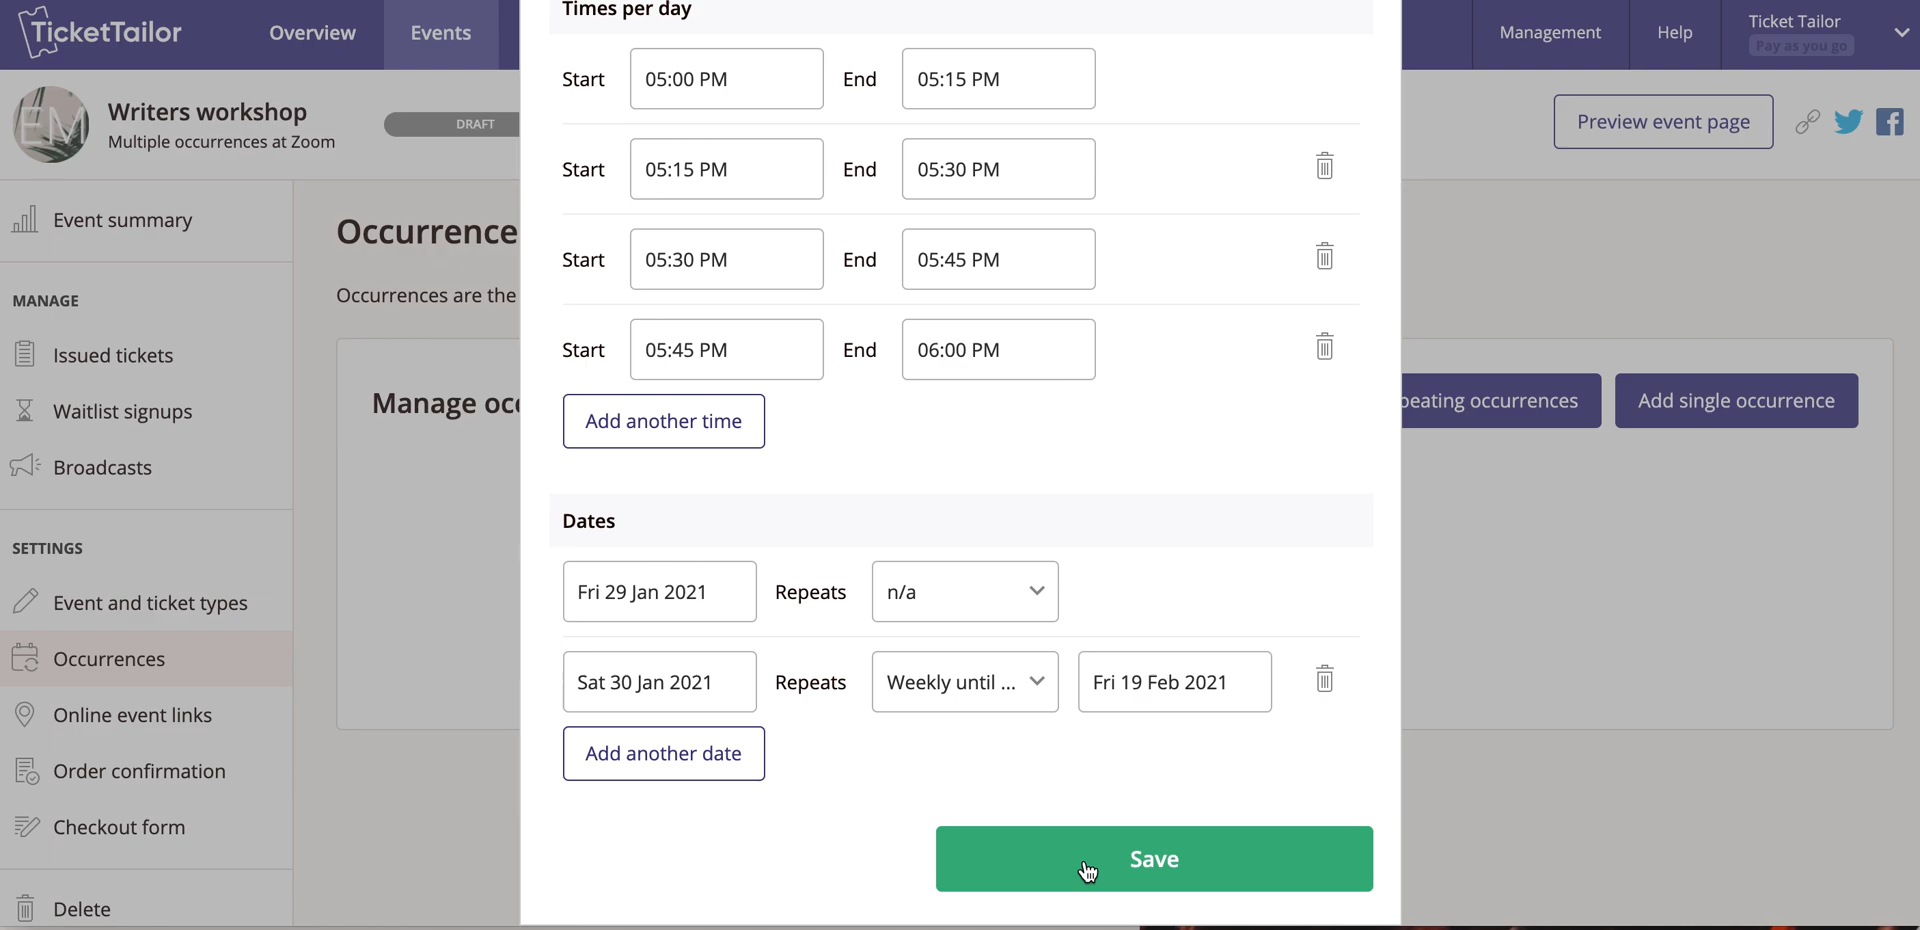 TicketTailor
Overview
Events
Management
Help
Ticket Tailor
Pay as you go
EM
Writers workshop
Multiple occurrences at Zoom
DRAFT
Preview event page
Event summary
MANAGE
Issued tickets
Waitlist signups
Broadcasts
SETTINGS
Event and ticket types
Occurrences
Online event links
Order confirmation
Checkout form
Delete
Occurrence
Occurrences are the
Manage occ
peating occurrences
Add single occurrence
Times per day
Start 05:00 PM End 05:15 PM
Start 05:15 PM End 05:30 PM
Start 05:30 PM End 05:45 PM
Start 05:45 PM End 06:00 PM
Add another time
Dates
Fri 29 Jan 2021 Repeats n/a
Sat 30 Jan 2021 Repeats Weekly until ... Fri 19 Feb 2021
Add another date
Save